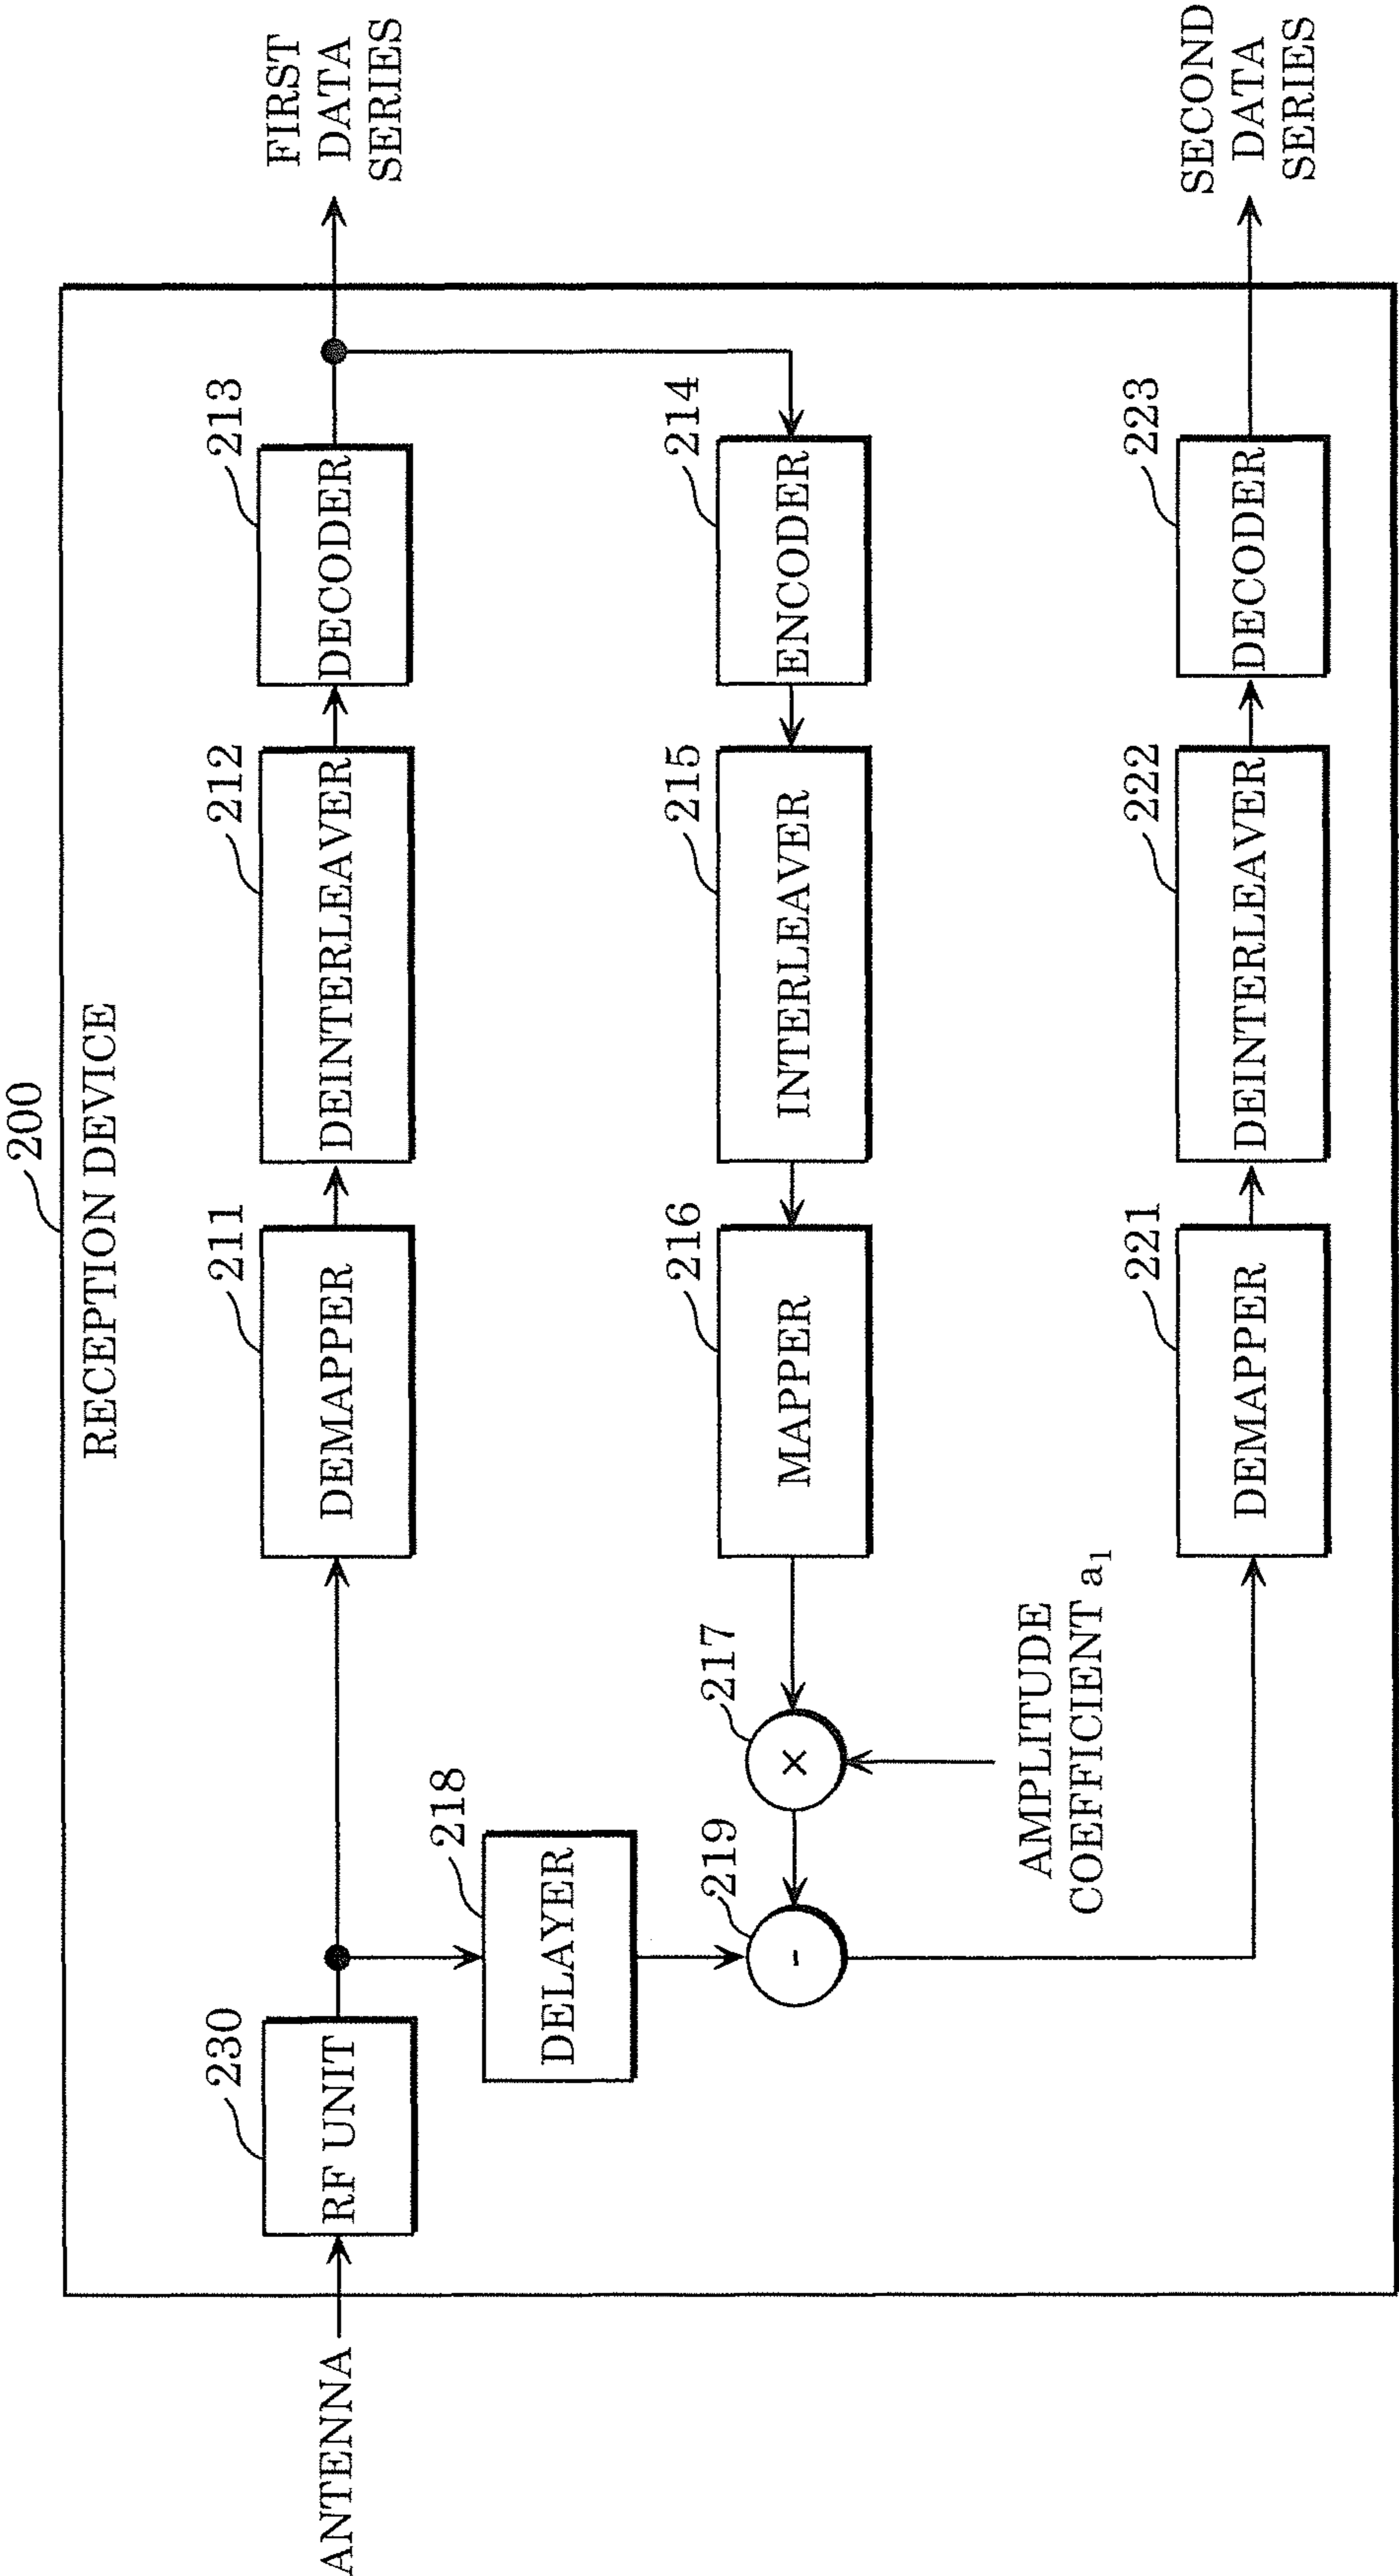 200
RECEPTION DEVICE
ANTENNA
230
RF UNIT
211
DEMAPPER
212
DEINTERLEAVER
213
DECODER
FIRST
DATA
SERIES
218
DELAYER
219
-
217
×
AMPLITUDE
COEFFICIENT a₁
216
MAPPER
215
INTERLEAVER
214
ENCODER
221
DEMAPPER
222
DEINTERLEAVER
223
DECODER
SECOND
DATA
SERIES